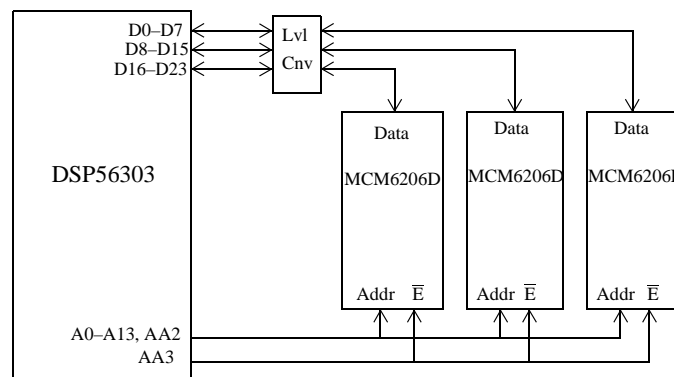 D0–D7
D8–D15
D16–D23
Lvl
Cnv
Data
Data
Data
DSP56303
MCM6206D
MCM6206D
MCM6206D
Addr E̅
Addr E̅
Addr E̅
A0–A13, AA2
AA3